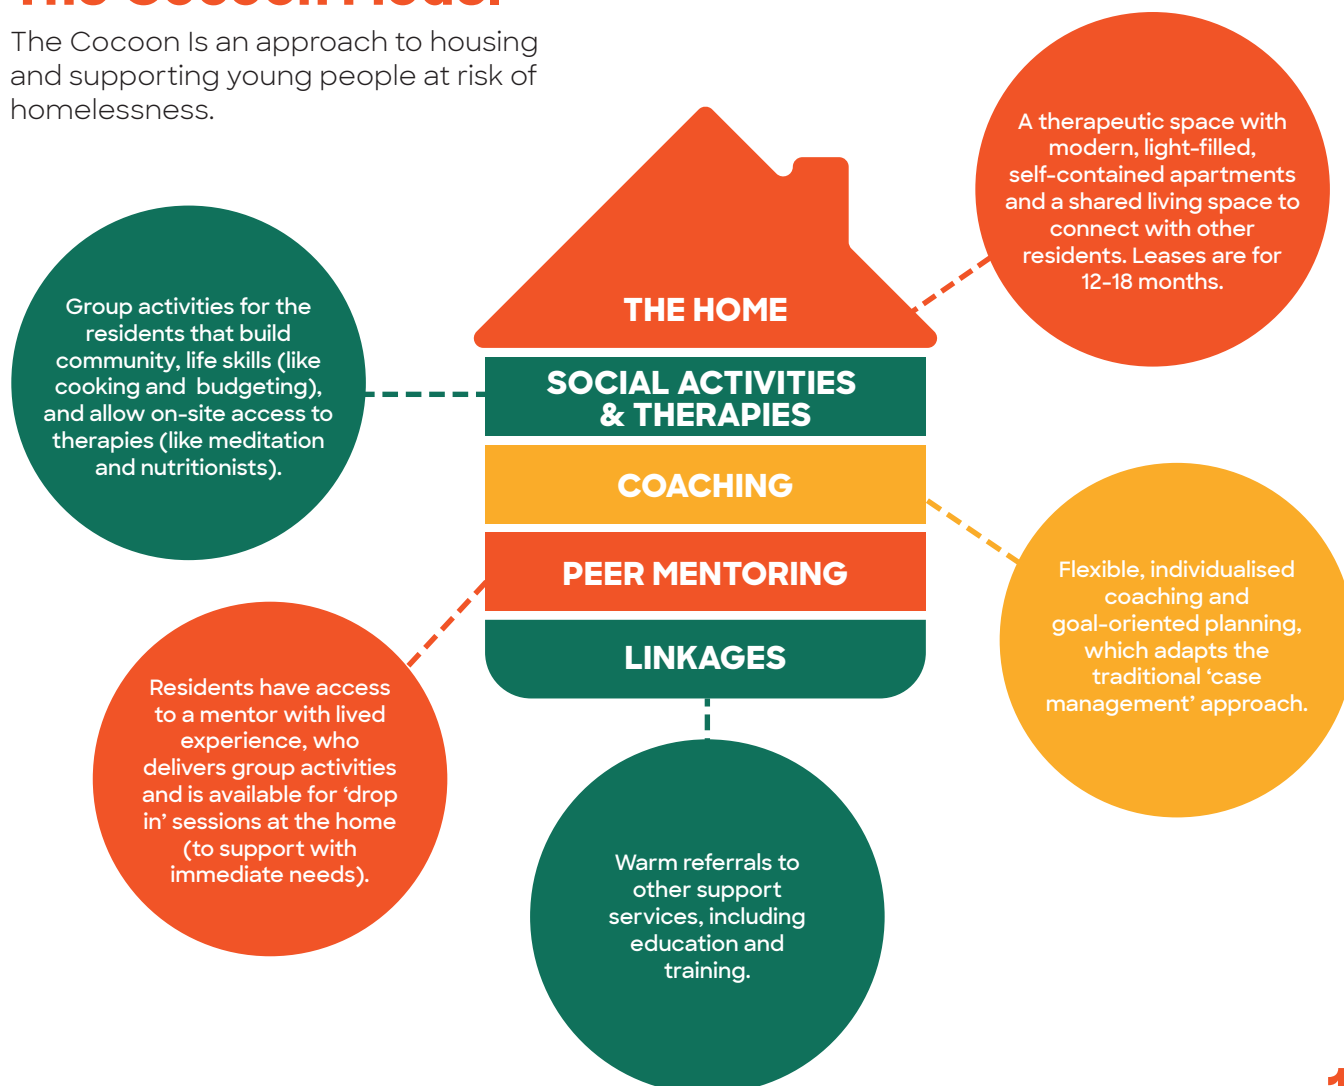 The Cocoon Model
The Cocoon Is an approach to housing
and supporting young people at risk of
homelessness.
A therapeutic space with
modern, light-filled,
self-contained apartments
and a shared living space to
connect with other
residents. Leases are for
12-18 months.
THE HOME
Group activities for the
residents that build
community, life skills (like
cooking and budgeting),
and allow on-site access to
therapies (like meditation
and nutritionists).
SOCIAL ACTIVITIES
& THERAPIES
COACHING
Flexible, individualised
coaching and
goal-oriented planning,
which adapts the
traditional ‘case
management’ approach.
PEER MENTORING
Residents have access
to a mentor with lived
experience, who
delivers group activities
and is available for ‘drop
in’ sessions at the home
(to support with
immediate needs).
LINKAGES
Warm referrals to
other support
services, including
education and
training.